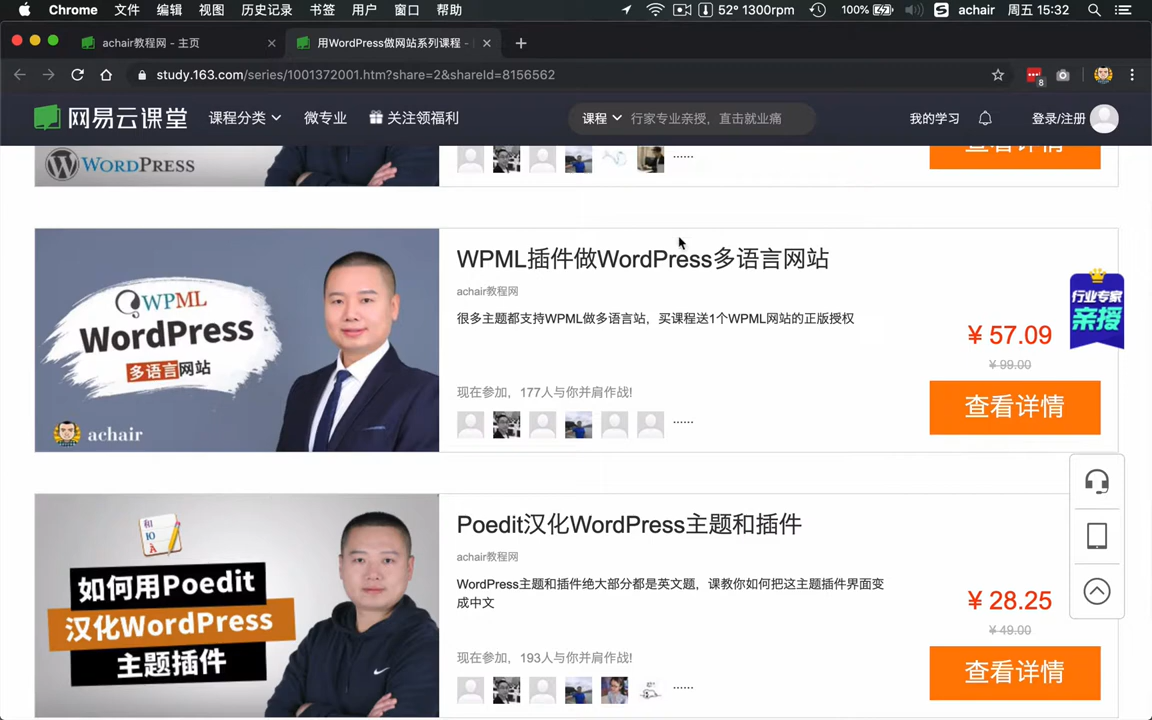 Chrome 文件 编辑 视图 历史记录 书签 用户 窗口 帮助 52° 1300rpm 100% achair 周五 15:32
achair教程网 - 主页 用WordPress做网站系列课程 -
study.163.com/series/1001372001.htm?share=2&shareId=8156562
8
网易云课堂 课程分类 微专业 关注领福利 课程 行家专业亲授，直击就业痛 我的学习 登录/注册
WORDPRESS
······
查看详情
WPML插件做WordPress多语言网站
achair教程网
很多主题都支持WPML做多语言站，买课程送1个WPML网站的正版授权
现在参加，177人与你并肩作战!
······
¥ 57.09
¥ 99.00
查看详情
WPML
WordPress
多语言网站
achair
行业专家
亲授
Poedit汉化WordPress主题和插件
achair教程网
WordPress主题和插件绝大部分都是英文题，课教你如何把这主题插件界面变
成中文
现在参加，193人与你并肩作战!
······
¥ 28.25
¥ 49.00
查看详情
如何用Poedit
汉化WordPress
主题插件